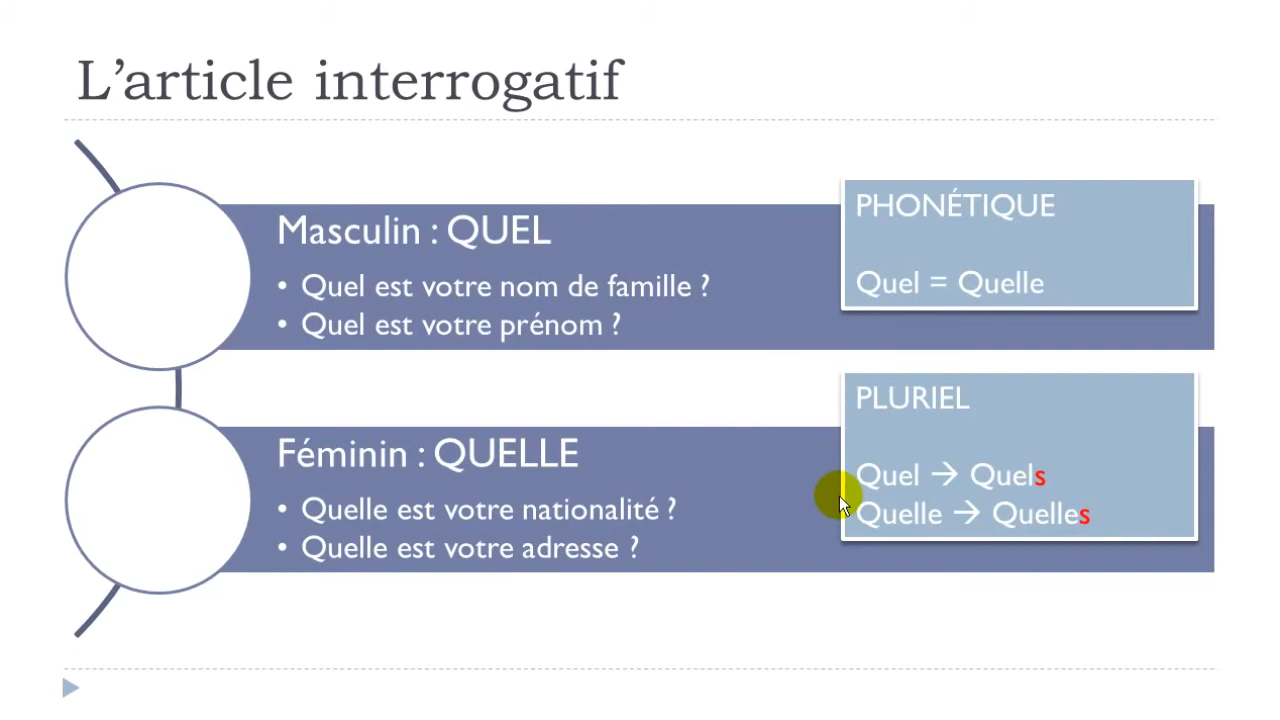 L’article interrogatif
Masculin : QUEL
• Quel est votre nom de famille ?
• Quel est votre prénom ?
PHONÉTIQUE
Quel = Quelle
Féminin : QUELLE
• Quelle est votre nationalité ?
• Quelle est votre adresse ?
PLURIEL
Quel → Quels
Quelle → Quelles